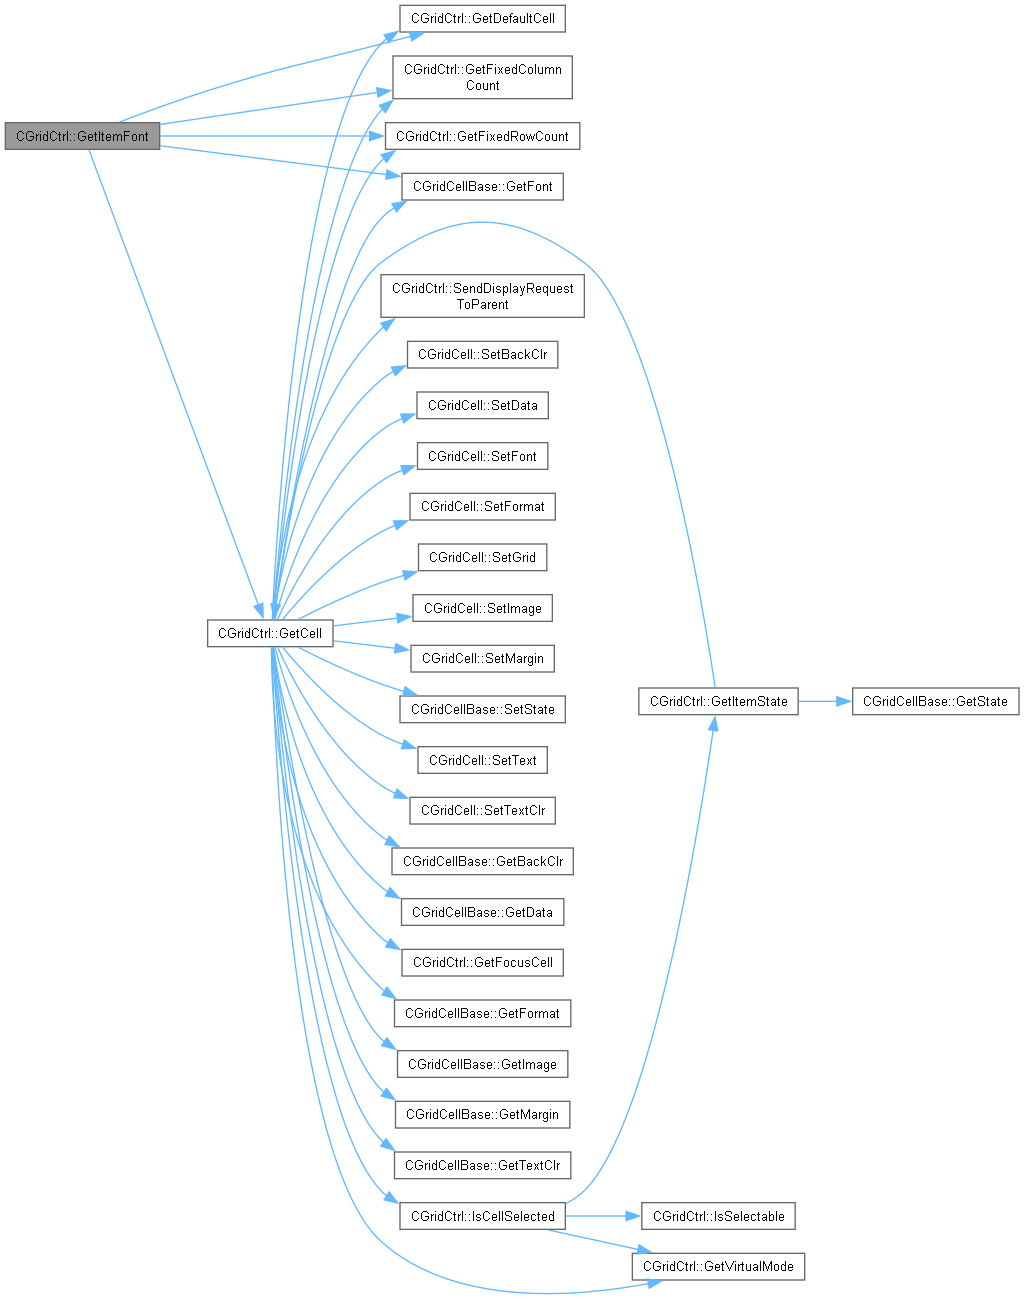 CGridCtrl::GetDefaultCell
CGridCtrl::GetFixedColumn
Count
CGridCtrl::GetItemFont
CGridCtrl::GetFixedRowCount
CGridCellBase::GetFont
CGridCtrl::SendDisplayRequest
ToParent
CGridCell::SetBackClr
CGridCell::SetData
CGridCell::SetFont
CGridCell::SetFormat
CGridCell::SetGrid
CGridCell::SetImage
CGridCtrl::GetCell
CGridCell::SetMargin
CGridCellBase::SetState
CGridCtrl::GetItemState
CGridCellBase::GetState
CGridCell::SetText
CGridCell::SetTextClr
CGridCellBase::GetBackClr
CGridCellBase::GetData
CGridCtrl::GetFocusCell
CGridCellBase::GetFormat
CGridCellBase::GetImage
CGridCellBase::GetMargin
CGridCellBase::GetTextClr
CGridCtrl::IsCellSelected
CGridCtrl::IsSelectable
CGridCtrl::GetVirtualMode